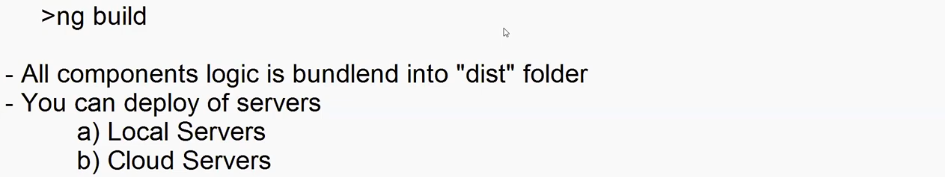 >ng build
- All components logic is bundlend into "dist" folder
- You can deploy of servers
a) Local Servers
b) Cloud Servers